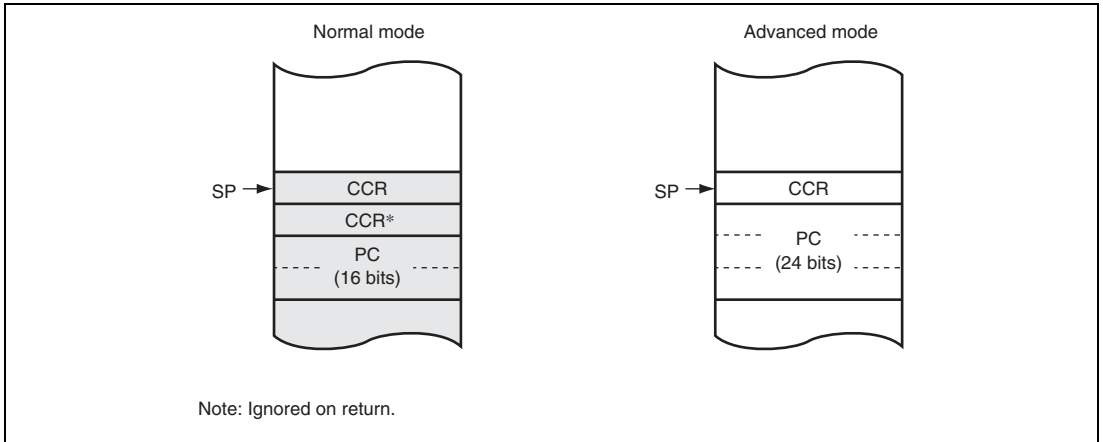 Normal mode
SP
CCR
CCR*
PC
(16 bits)
Advanced mode
SP
CCR
PC
(24 bits)
Note: Ignored on return.